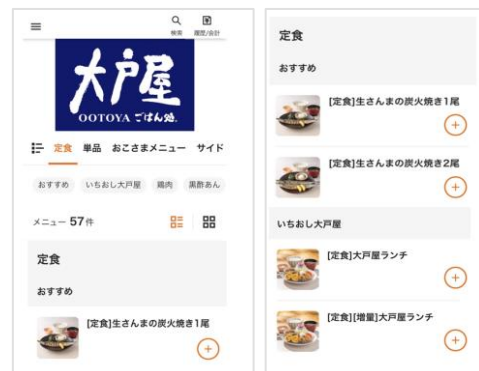 検索 履歴/会計
大戸屋
OOTOYA ごはん処
定食 単品 おこさまメニュー サイド
おすすめ いちおし大戸屋 鶏肉 黒酢あん
メニュー 57件
定食
おすすめ
[定食]生さんまの炭火焼き1尾
定食
おすすめ
[定食]生さんまの炭火焼き1尾
[定食]生さんまの炭火焼き2尾
いちおし大戸屋
[定食]大戸屋ランチ
[定食][増量]大戸屋ランチ